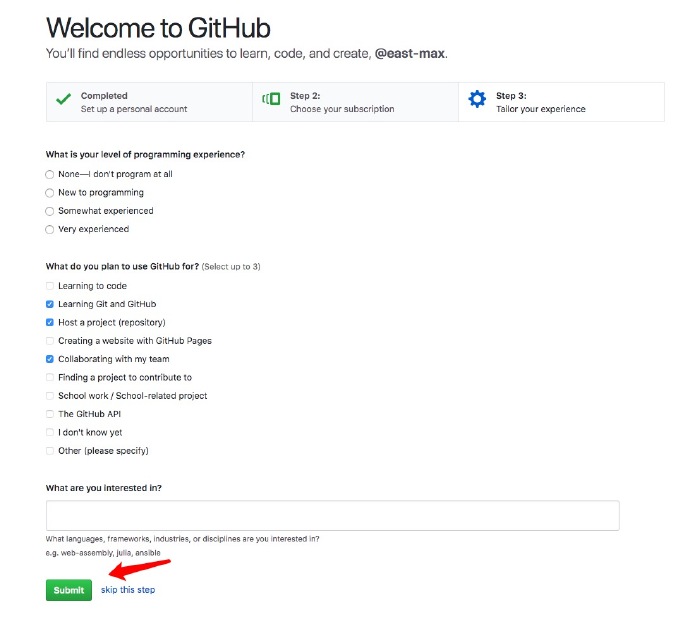 Welcome to GitHub
You'll find endless opportunities to learn, code, and create, @east-max.
Completed
Set up a personal account
Step 2:
Choose your subscription
Step 3:
Tailor your experience
What is your level of programming experience?
None—I don't program at all
New to programming
Somewhat experienced
Very experienced
What do you plan to use GitHub for? (Select up to 3)
Learning to code
Learning Git and GitHub
Host a project (repository)
Creating a website with GitHub Pages
Collaborating with my team
Finding a project to contribute to
School work / School-related project
The GitHub API
I don't know yet
Other (please specify)
What are you interested in?
What languages, frameworks, industries, or disciplines are you interested in?
e.g. web-assembly, julia, ansible
Submit skip this step